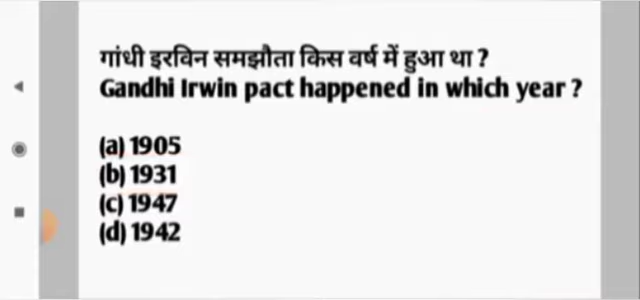 गांधी इरविन समझौता किस वर्ष में हुआ था ?
Gandhi Irwin pact happened in which year ?
(a) 1905
(b) 1931
(c) 1947
(d) 1942